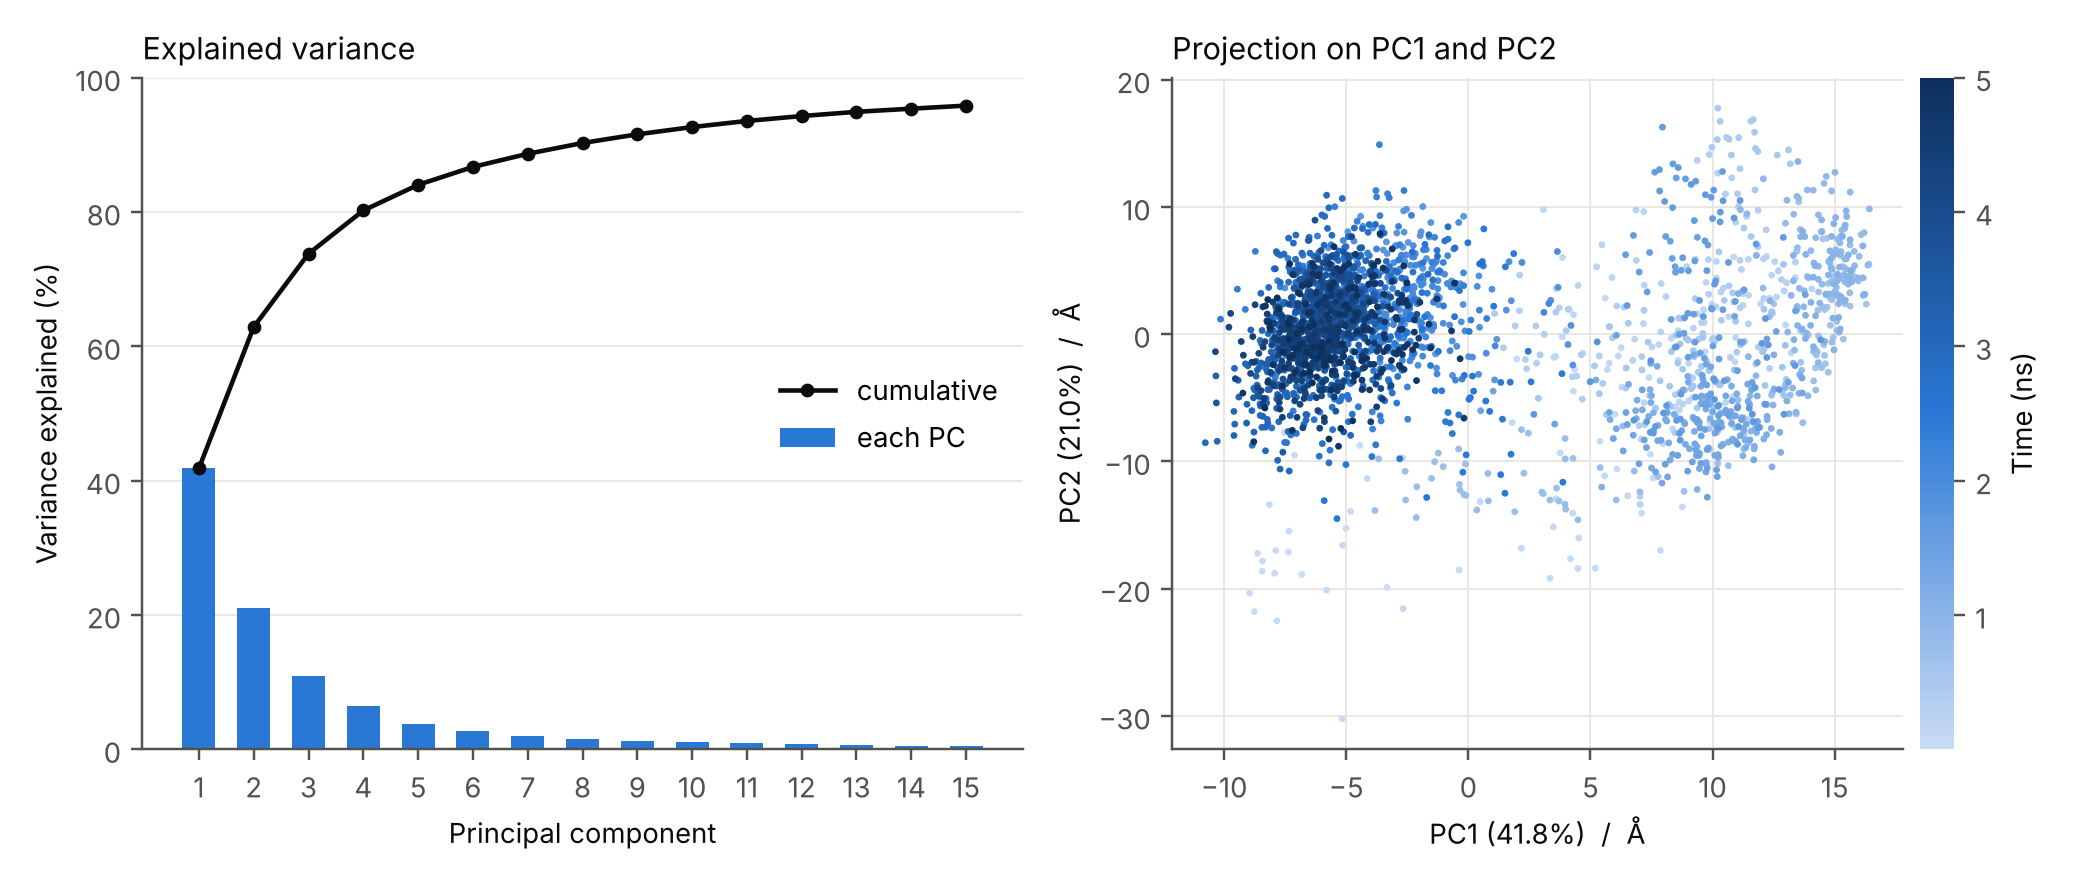 Explained variance
100
80
60
40
20
0
Variance explained (%)
cumulative
each PC
1 2 3 4 5 6 7 8 9 10 11 12 13 14 15
Principal component
Projection on PC1 and PC2
20
10
0
−10
−20
−30
PC2 (21.0%) / Å
−10 −5 0 5 10 15
PC1 (41.8%) / Å
5
4
3
2
1
Time (ns)